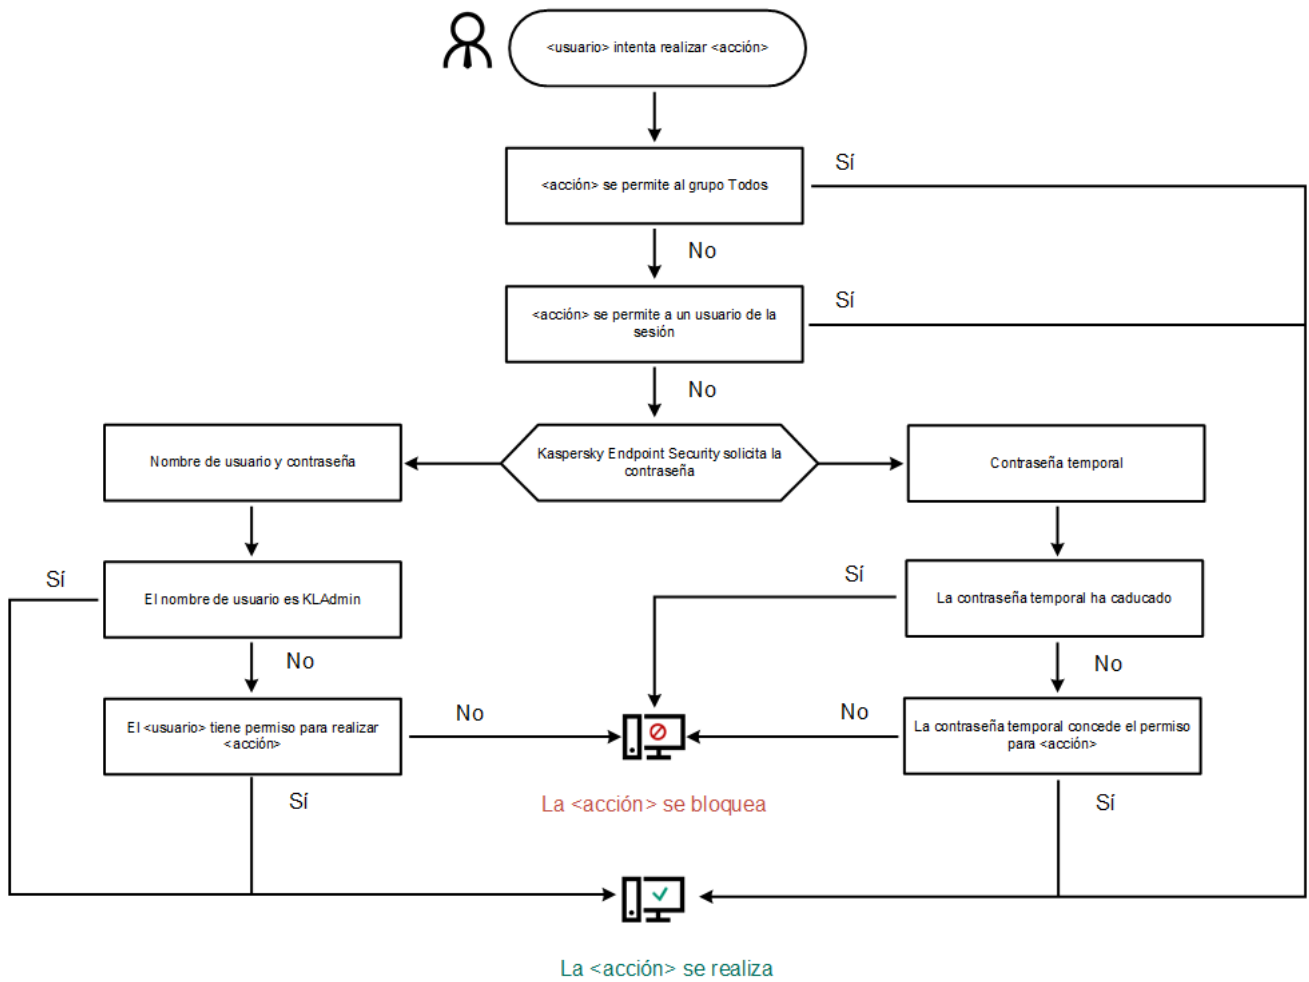 <usuario> intenta realizar <acción>
<acción> se permite al grupo Todos
Sí
No
<acción> se permite a un usuario de la
sesión
Sí
No
Kaspersky Endpoint Security solicita la
contraseña
Nombre de usuario y contraseña
Contraseña temporal
El nombre de usuario es KLAdmin
Sí
No
La contraseña temporal ha caducado
Sí
No
El <usuario> tiene permiso para realizar
<acción>
No
Sí
La contraseña temporal concede el permiso
para <acción>
No
Sí
La <acción> se bloquea
La <acción> se realiza